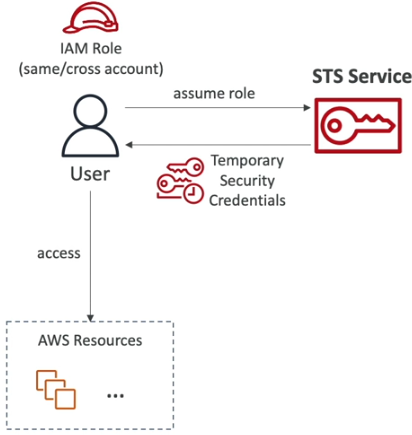 IAM Role
(same/cross account)
STS Service
assume role
User
Temporary
Security
Credentials
access
AWS Resources
...